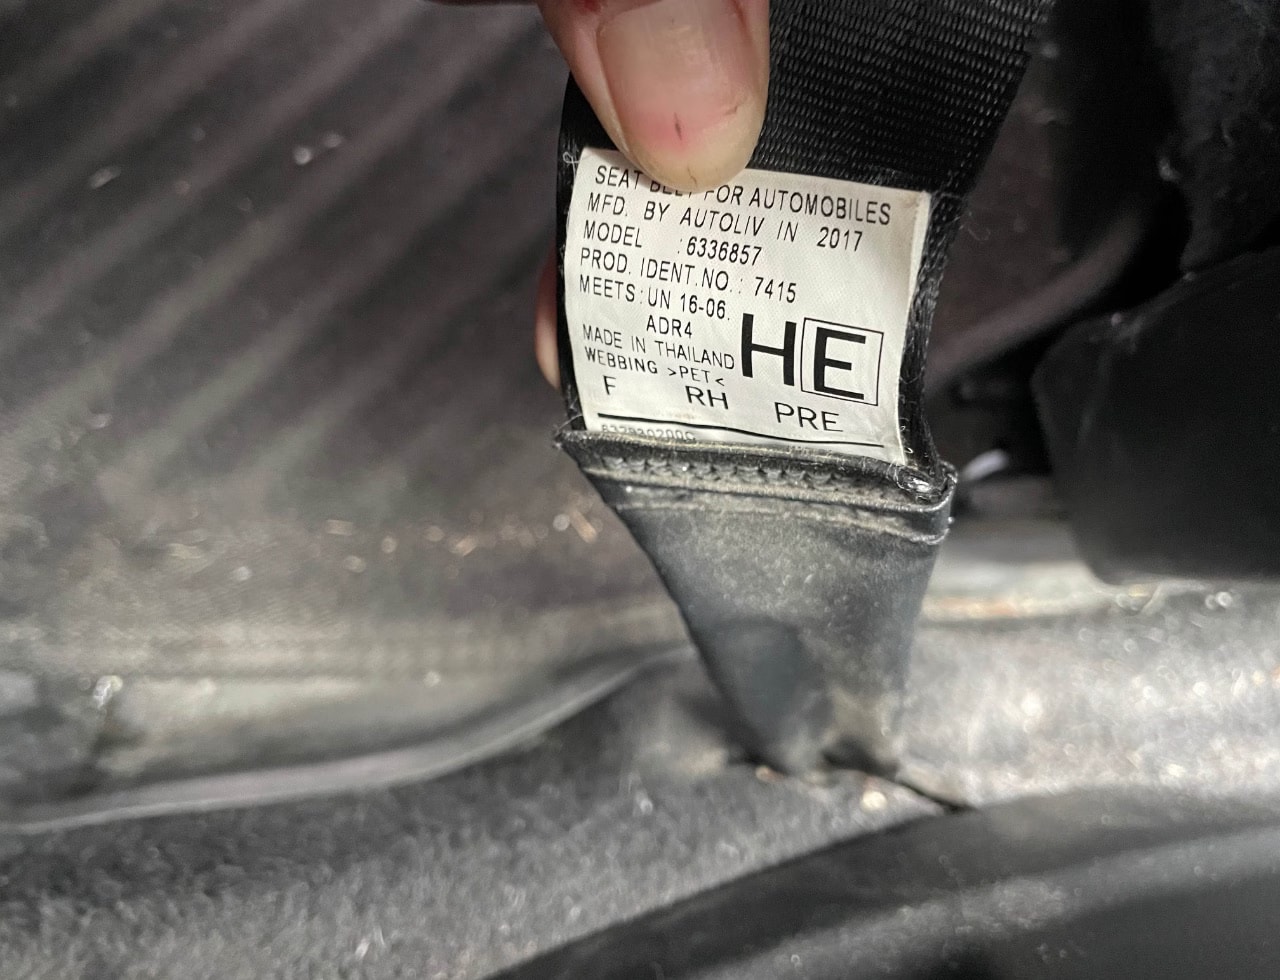 SEAT BELT FOR AUTOMOBILES
MFD. BY AUTOLIV IN 2017
MODEL :6336857
PROD. IDENT.NO.: 7415
MEETS:UN 16-06.
ADR4
MADE IN THAILAND
WEBBING >PET<
HE
F RH PRE